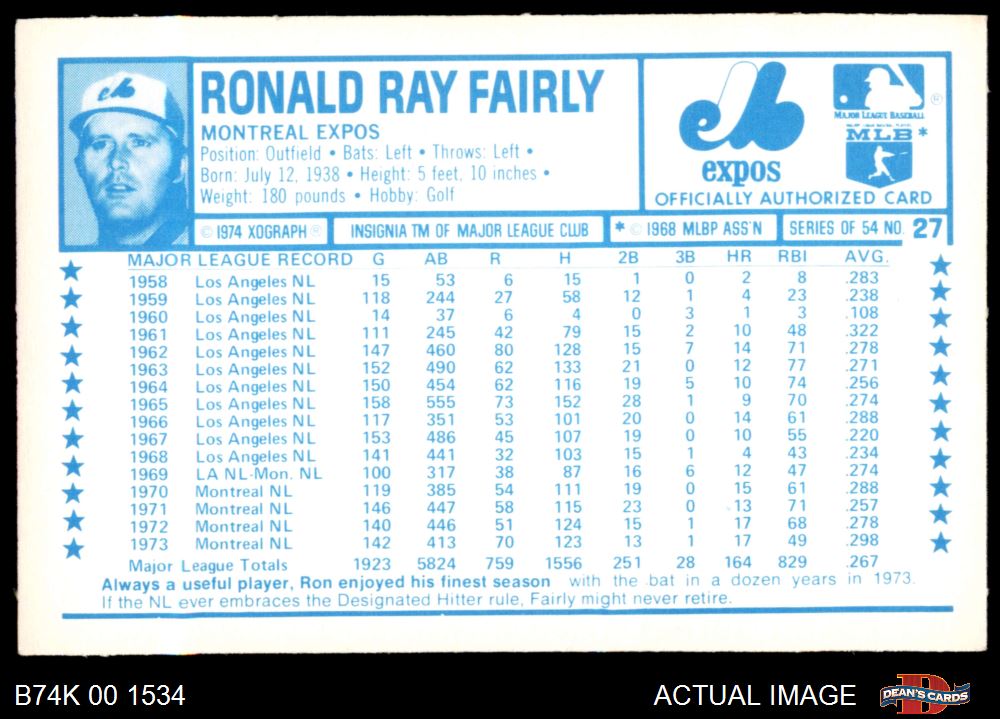 RONALD RAY FAIRLY
MONTREAL EXPOS
Position: Outfield • Bats: Left • Throws: Left •
Born: July 12, 1938 • Height: 5 feet, 10 inches •
Weight: 180 pounds • Hobby: Golf
eb
eb
expos
MAJOR LEAGUE BASEBALL ®
MLB *
OFFICIALLY AUTHORIZED CARD
© 1974 XOGRAPH ® INSIGNIA TM OF MAJOR LEAGUE CLUB * © 1968 MLBP ASS'N SERIES OF 54 NO. 27
MAJOR LEAGUE RECORD G AB R H 2B 3B HR RBI AVG.
1958 Los Angeles NL 15 53 6 15 1 0 2 8 .283
1959 Los Angeles NL 118 244 27 58 12 1 4 23 .238
1960 Los Angeles NL 14 37 6 4 0 3 1 3 .108
1961 Los Angeles NL 111 245 42 79 15 2 10 48 .322
1962 Los Angeles NL 147 460 80 128 15 7 14 71 .278
1963 Los Angeles NL 152 490 62 133 21 0 12 77 .271
1964 Los Angeles NL 150 454 62 116 19 5 10 74 .256
1965 Los Angeles NL 158 555 73 152 28 1 9 70 .274
1966 Los Angeles NL 117 351 53 101 20 0 14 61 .288
1967 Los Angeles NL 153 486 45 107 19 0 10 55 .220
1968 Los Angeles NL 141 441 32 103 15 1 4 43 .234
1969 LA NL-Mon. NL 100 317 38 87 16 6 12 47 .274
1970 Montreal NL 119 385 54 111 19 0 15 61 .288
1971 Montreal NL 146 447 58 115 23 0 13 71 .257
1972 Montreal NL 140 446 51 124 15 1 17 68 .278
1973 Montreal NL 142 413 70 123 13 1 17 49 .298
Major League Totals 1923 5824 759 1556 251 28 164 829 .267
Always a useful player, Ron enjoyed his finest season with the bat in a dozen years in 1973.
If the NL ever embraces the Designated Hitter rule, Fairly might never retire.
B74K 00 1534 ACTUAL IMAGE DEAN'S CARDS